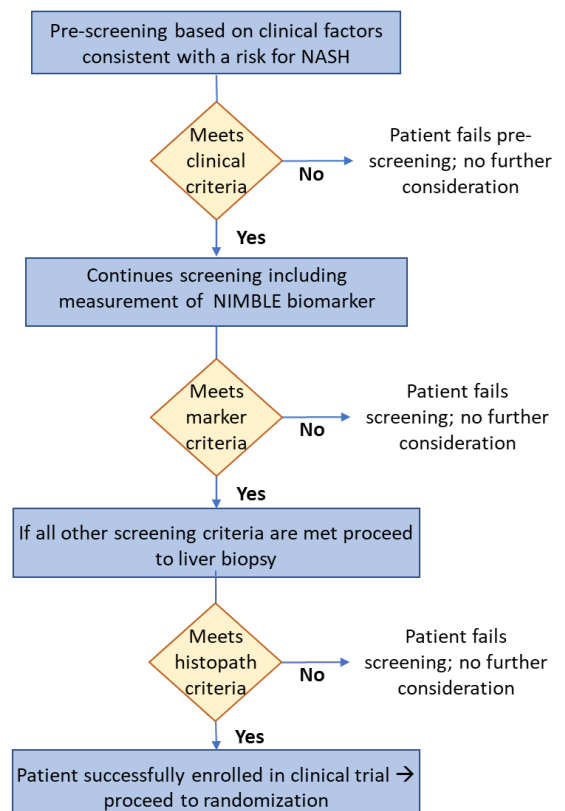 Pre-screening based on clinical factors
consistent with a risk for NASH
Meets
clinical
criteria
No
Patient fails pre-
screening; no further
consideration
Yes
Continues screening including
measurement of NIMBLE biomarker
Meets
marker
criteria
No
Patient fails
screening; no further
consideration
Yes
If all other screening criteria are met proceed
to liver biopsy
Meets
histopath
criteria
No
Patient fails
screening; no further
consideration
Yes
Patient successfully enrolled in clinical trial →
proceed to randomization